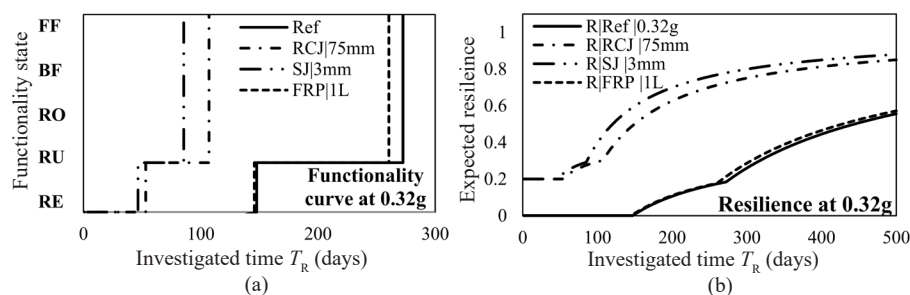 Functionality state
FF
BF
RO
RU
RE
Ref
RCJ|75mm
SJ|3mm
FRP|1L
Functionality
curve at 0.32g
0 100 200 300
Investigated time TR (days)
(a)
Expected resileince
1
0.8
0.6
0.4
0.2
0
R|Ref |0.32g
R|RCJ |75mm
R|SJ |3mm
R|FRP |1L
Resilience at 0.32g
0 100 200 300 400 500
Investigated time TR (days)
(b)